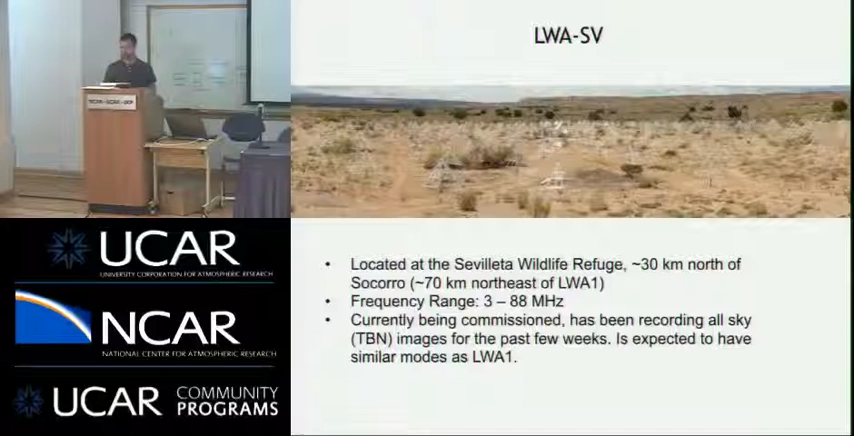 LWA-SV
NCAR • UCAR • UCP
UCAR
UNIVERSITY CORPORATION FOR ATMOSPHERIC RESEARCH
NCAR
NATIONAL CENTER FOR ATMOSPHERIC RESEARCH
UCAR COMMUNITY PROGRAMS
• Located at the Sevilleta Wildlife Refuge, ~30 km north of
Socorro (~70 km northeast of LWA1)
• Frequency Range: 3 – 88 MHz
• Currently being commissioned, has been recording all sky
(TBN) images for the past few weeks. Is expected to have
similar modes as LWA1.